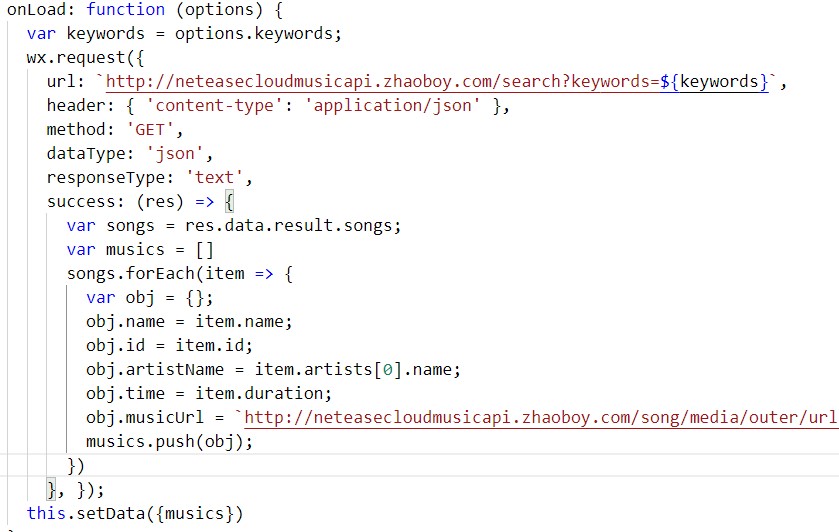 onLoad: function (options) {
var keywords = options.keywords;
wx.request({
url: `http://neteasecloudmusicapi.zhaoboy.com/search?keywords=${keywords}`,
header: { 'content-type': 'application/json' },
method: 'GET',
dataType: 'json',
responseType: 'text',
success: (res) => {
var songs = res.data.result.songs;
var musics = []
songs.forEach(item => {
var obj = {};
obj.name = item.name;
obj.id = item.id;
obj.artistName = item.artists[0].name;
obj.time = item.duration;
obj.musicUrl = `http://neteasecloudmusicapi.zhaoboy.com/song/media/outer/url
musics.push(obj);
})
}, });
this.setData({musics})